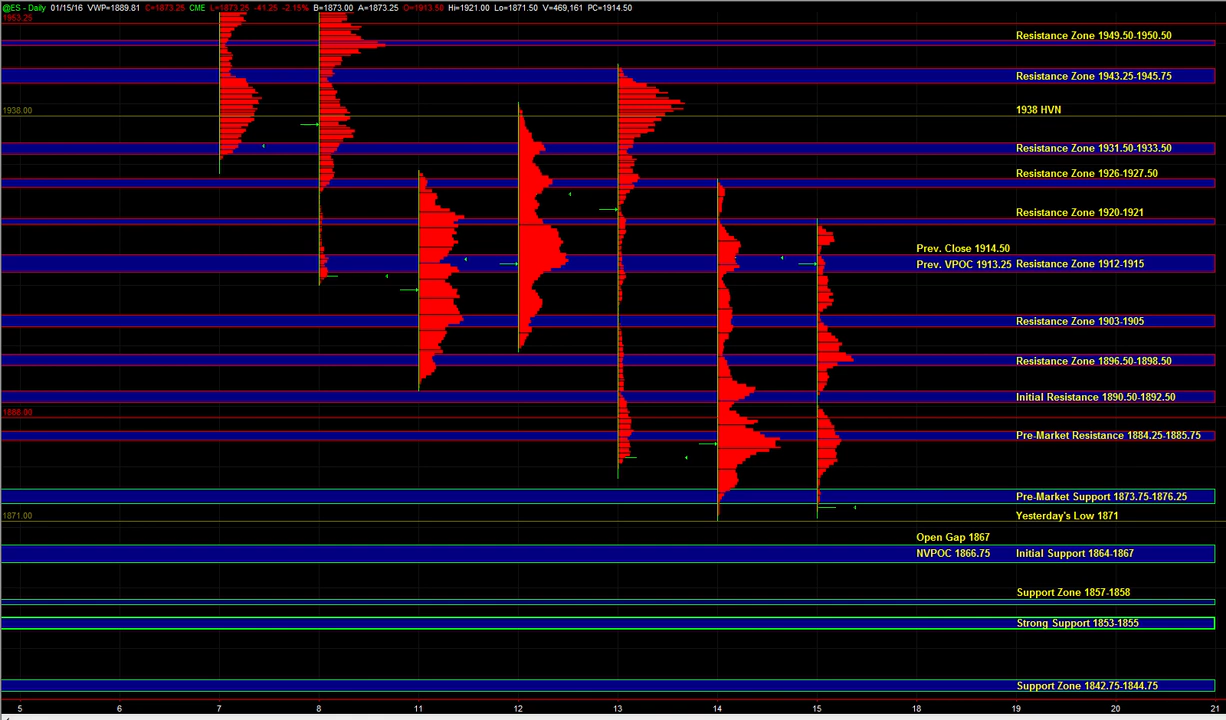 @ES - Daily 01/15/16 VWP=1889.81 C=1873.25 CME L=1873.25 -41.25 -2.15% B=1873.00 A=1873.25 O=1913.50 Hi=1921.00 Lo=1871.50 V=469,161 PC=1914.50
1953.25
Resistance Zone 1949.50-1950.50
Resistance Zone 1943.25-1945.75
1938.00
1938 HVN
Resistance Zone 1931.50-1933.50
Resistance Zone 1926-1927.50
Resistance Zone 1920-1921
Prev. Close 1914.50
Prev. VPOC 1913.25 Resistance Zone 1912-1915
Resistance Zone 1903-1905
Resistance Zone 1896.50-1898.50
Initial Resistance 1890.50-1892.50
1888.00
Pre-Market Resistance 1884.25-1885.75
Pre-Market Support 1873.75-1876.25
1871.00
Yesterday's Low 1871
Open Gap 1867
NVPOC 1866.75 Initial Support 1864-1867
Support Zone 1857-1858
Strong Support 1853-1855
Support Zone 1842.75-1844.75
5 6 7 8 11 12 13 14 15 18 19 20 21